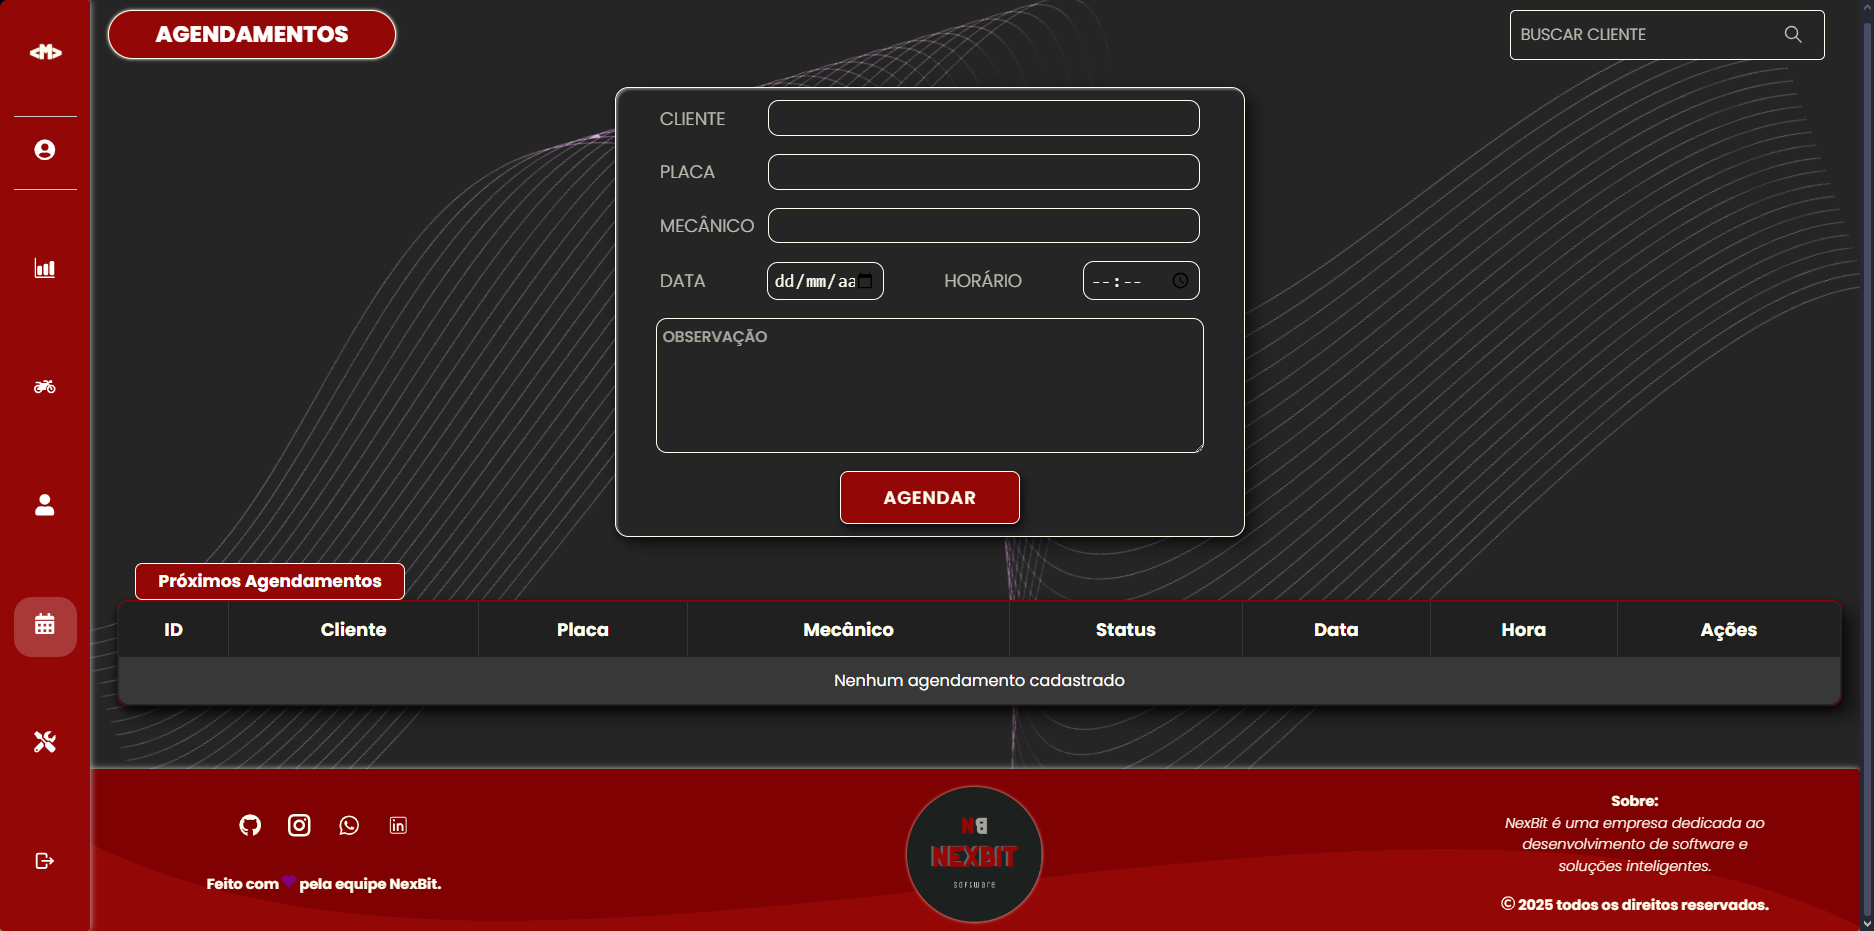 <M>
AGENDAMENTOS
BUSCAR CLIENTE
CLIENTE
PLACA
MECÂNICO
DATA dd/mm/aa HORÁRIO --:--
OBSERVAÇÃO
AGENDAR
Próximos Agendamentos
ID Cliente Placa Mecânico Status Data Hora Ações
Nenhum agendamento cadastrado
in
Feito com 💜 pela equipe NexBit.
NB
NEXBIT
software
Sobre:
NexBit é uma empresa dedicada ao
desenvolvimento de software e
soluções inteligentes.
© 2025 todos os direitos reservados.